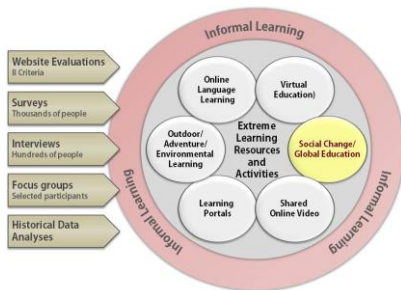 Website Evaluations
8 Criteria
Surveys
Thousands of people
Interviews
Hundreds of people
Focus groups
Selected participants
Historical Data
Analyses
Informal Learning
Informal Learning
Informal Learning
Online
Language
Learning
Virtual
Education)
Outdoor/
Adventure/
Environmental
Learning
Extreme
Learning
Resources
and
Activities
Social Change/
Global Education
Learning
Portals
Shared
Online Video